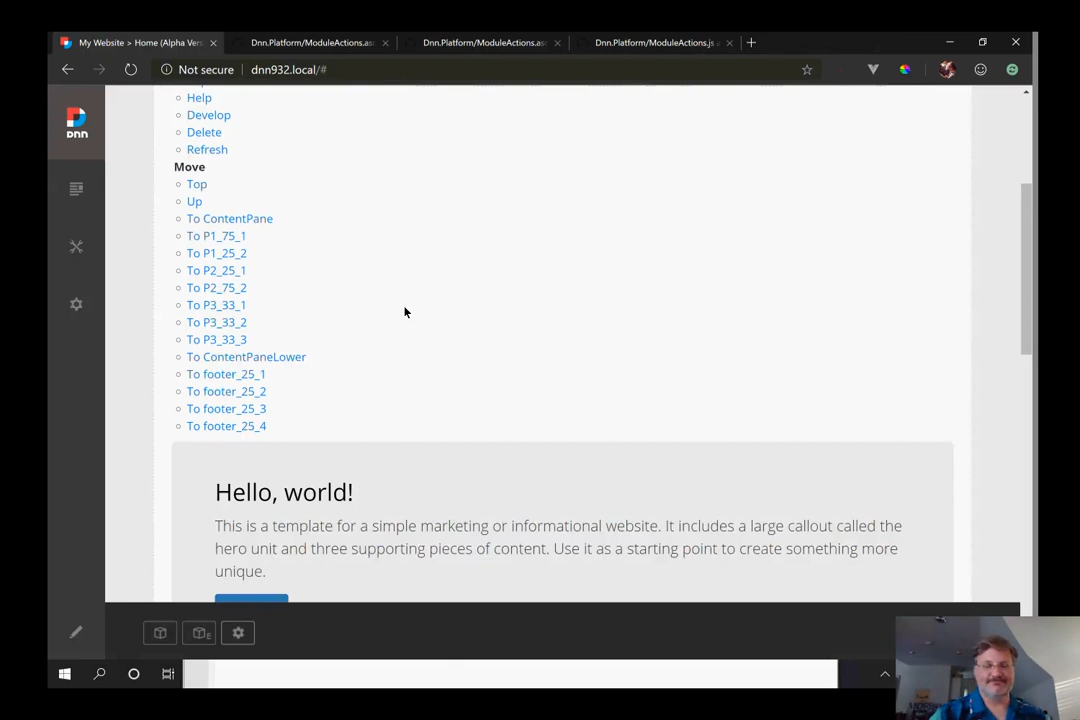 My Website > Home (Alpha Vers
Dnn.Platform/ModuleActions.as
Dnn.Platform/ModuleActions.asc
Dnn.Platform/ModuleActions.js a
Not secure
dnn932.local/#
Dnn
Help
Develop
Delete
Refresh
Move
Top
Up
To ContentPane
To P1_75_1
To P1_25_2
To P2_25_1
To P2_75_2
To P3_33_1
To P3_33_2
To P3_33_3
To ContentPaneLower
To footer_25_1
To footer_25_2
To footer_25_3
To footer_25_4
Hello, world!
This is a template for a simple marketing or informational website. It includes a large callout called the
hero unit and three supporting pieces of content. Use it as a starting point to create something more
unique.
E